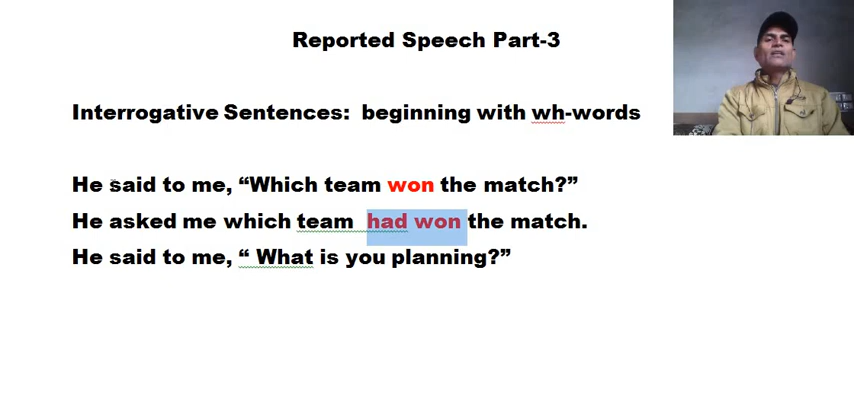 Reported Speech Part-3
Interrogative Sentences:  beginning with wh-words
He said to me, “Which team won the match?”
He asked me which team  had won the match.
He said to me, “ What is you planning?”